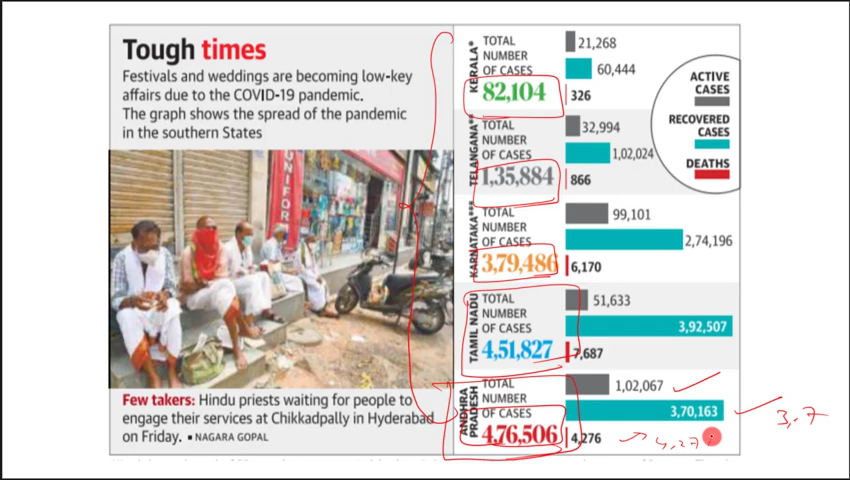 Tough times
Festivals and weddings are becoming low-key
affairs due to the COVID-19 pandemic.
The graph shows the spread of the pandemic
in the southern States
UNIFOR
Few takers: Hindu priests waiting for people to
engage their services at Chikkadpally in Hyderabad
on Friday. ▪ NAGARA GOPAL
KERALA*
TOTAL
NUMBER
OF CASES
82,104
21,268
60,444
326
TELANGANA**
TOTAL
NUMBER
OF CASES
1,35,884
32,994
1,02,024
866
KARNATAKA***
TOTAL
NUMBER
OF CASES
3,79,486
99,101
2,74,196
6,170
TAMIL NADU
TOTAL
NUMBER
OF CASES
4,51,827
51,633
3,92,507
7,687
ANDHRA
PRADESH
TOTAL
NUMBER
OF CASES
4,76,506
1,02,067
3,70,163
4,276
ACTIVE
CASES
RECOVERED
CASES
DEATHS
3.7
4.27